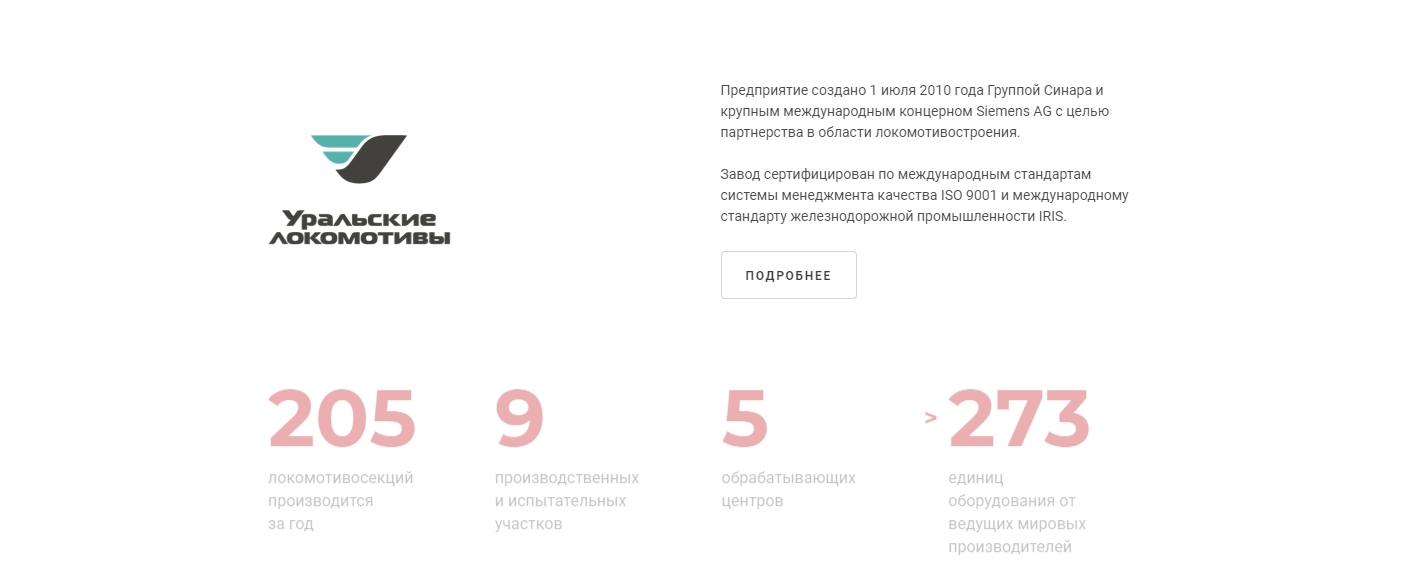 Предприятие создано 1 июля 2010 года Группой Синара и
крупным международным концерном Siemens AG с целью
партнерства в области локомотивостроения.
Уральские
локомотивы
Завод сертифицирован по международным стандартам
системы менеджмента качества ISO 9001 и международному
стандарту железнодорожной промышленности IRIS.
ПОДРОБНЕЕ
205
локомотивосекций
производится
за год
9
производственных
и испытательных
участков
5
обрабатывающих
центров
> 273
единиц
оборудования от
ведущих мировых
производителей